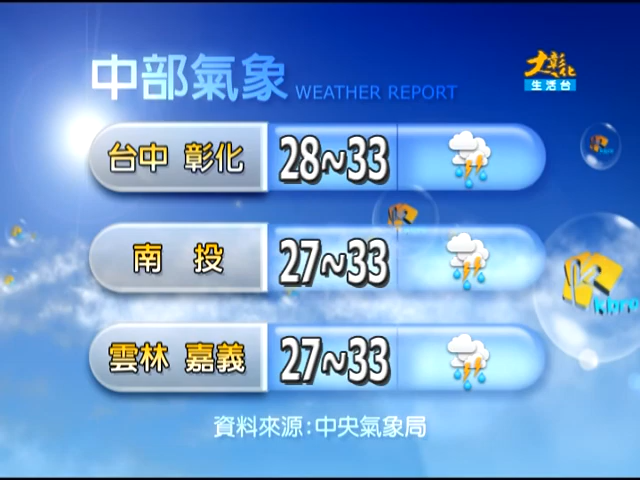 中部氣象 WEATHER REPORT
大彰化
生活台
台中 彰化 28~33
南 投 27~33
雲林 嘉義 27~33
資料來源:中央氣象局